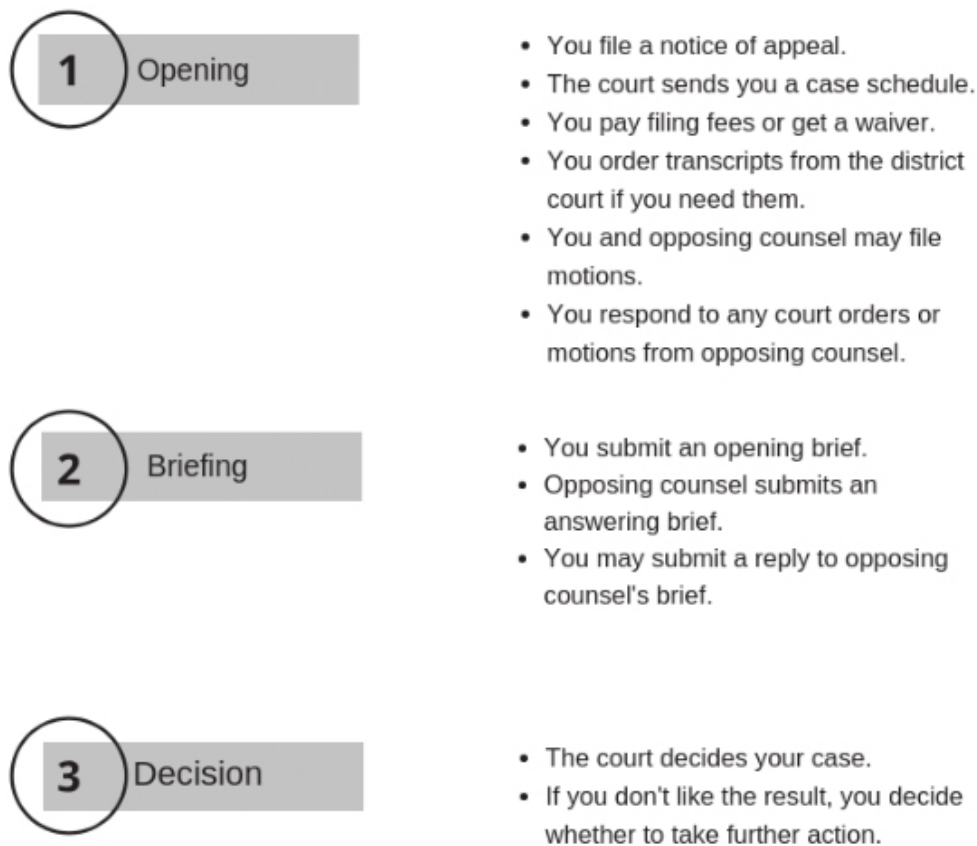 1 Opening
• You file a notice of appeal.
• The court sends you a case schedule.
• You pay filing fees or get a waiver.
• You order transcripts from the district
court if you need them.
• You and opposing counsel may file
motions.
• You respond to any court orders or
motions from opposing counsel.
2 Briefing
• You submit an opening brief.
• Opposing counsel submits an
answering brief.
• You may submit a reply to opposing
counsel's brief.
3 Decision
• The court decides your case.
• If you don't like the result, you decide
whether to take further action.